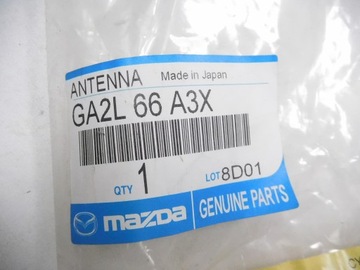 ANTENNA Made in Japan
GA2L 66 A3X
QTY 1 LOT 8D01
mazda GENUINE PARTS